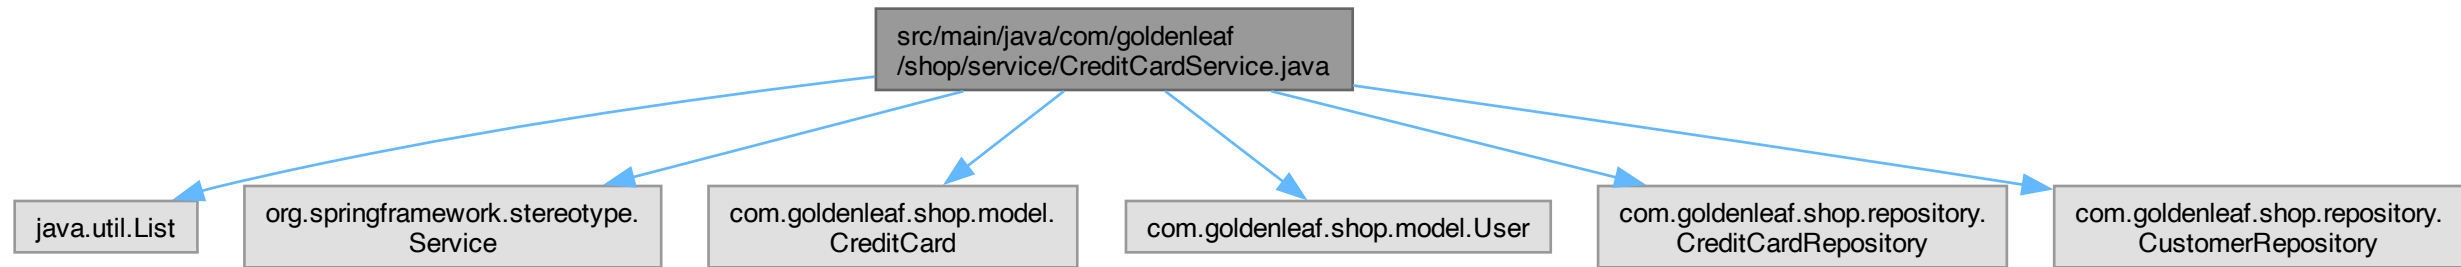 src/main/java/com/goldenleaf
/shop/service/CreditCardService.java
java.util.List
org.springframework.stereotype.
Service
com.goldenleaf.shop.model.
CreditCard
com.goldenleaf.shop.model.User
com.goldenleaf.shop.repository.
CreditCardRepository
com.goldenleaf.shop.repository.
CustomerRepository